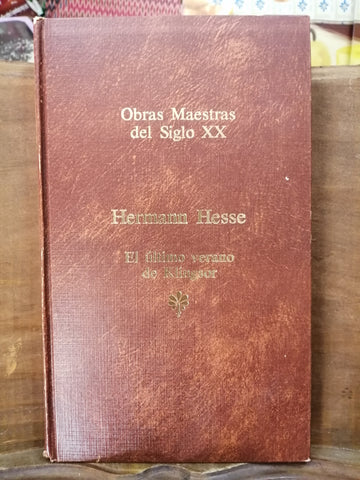 Obras Maestras
del Siglo XX
Hermann Hesse
El último verano
de Klingsor